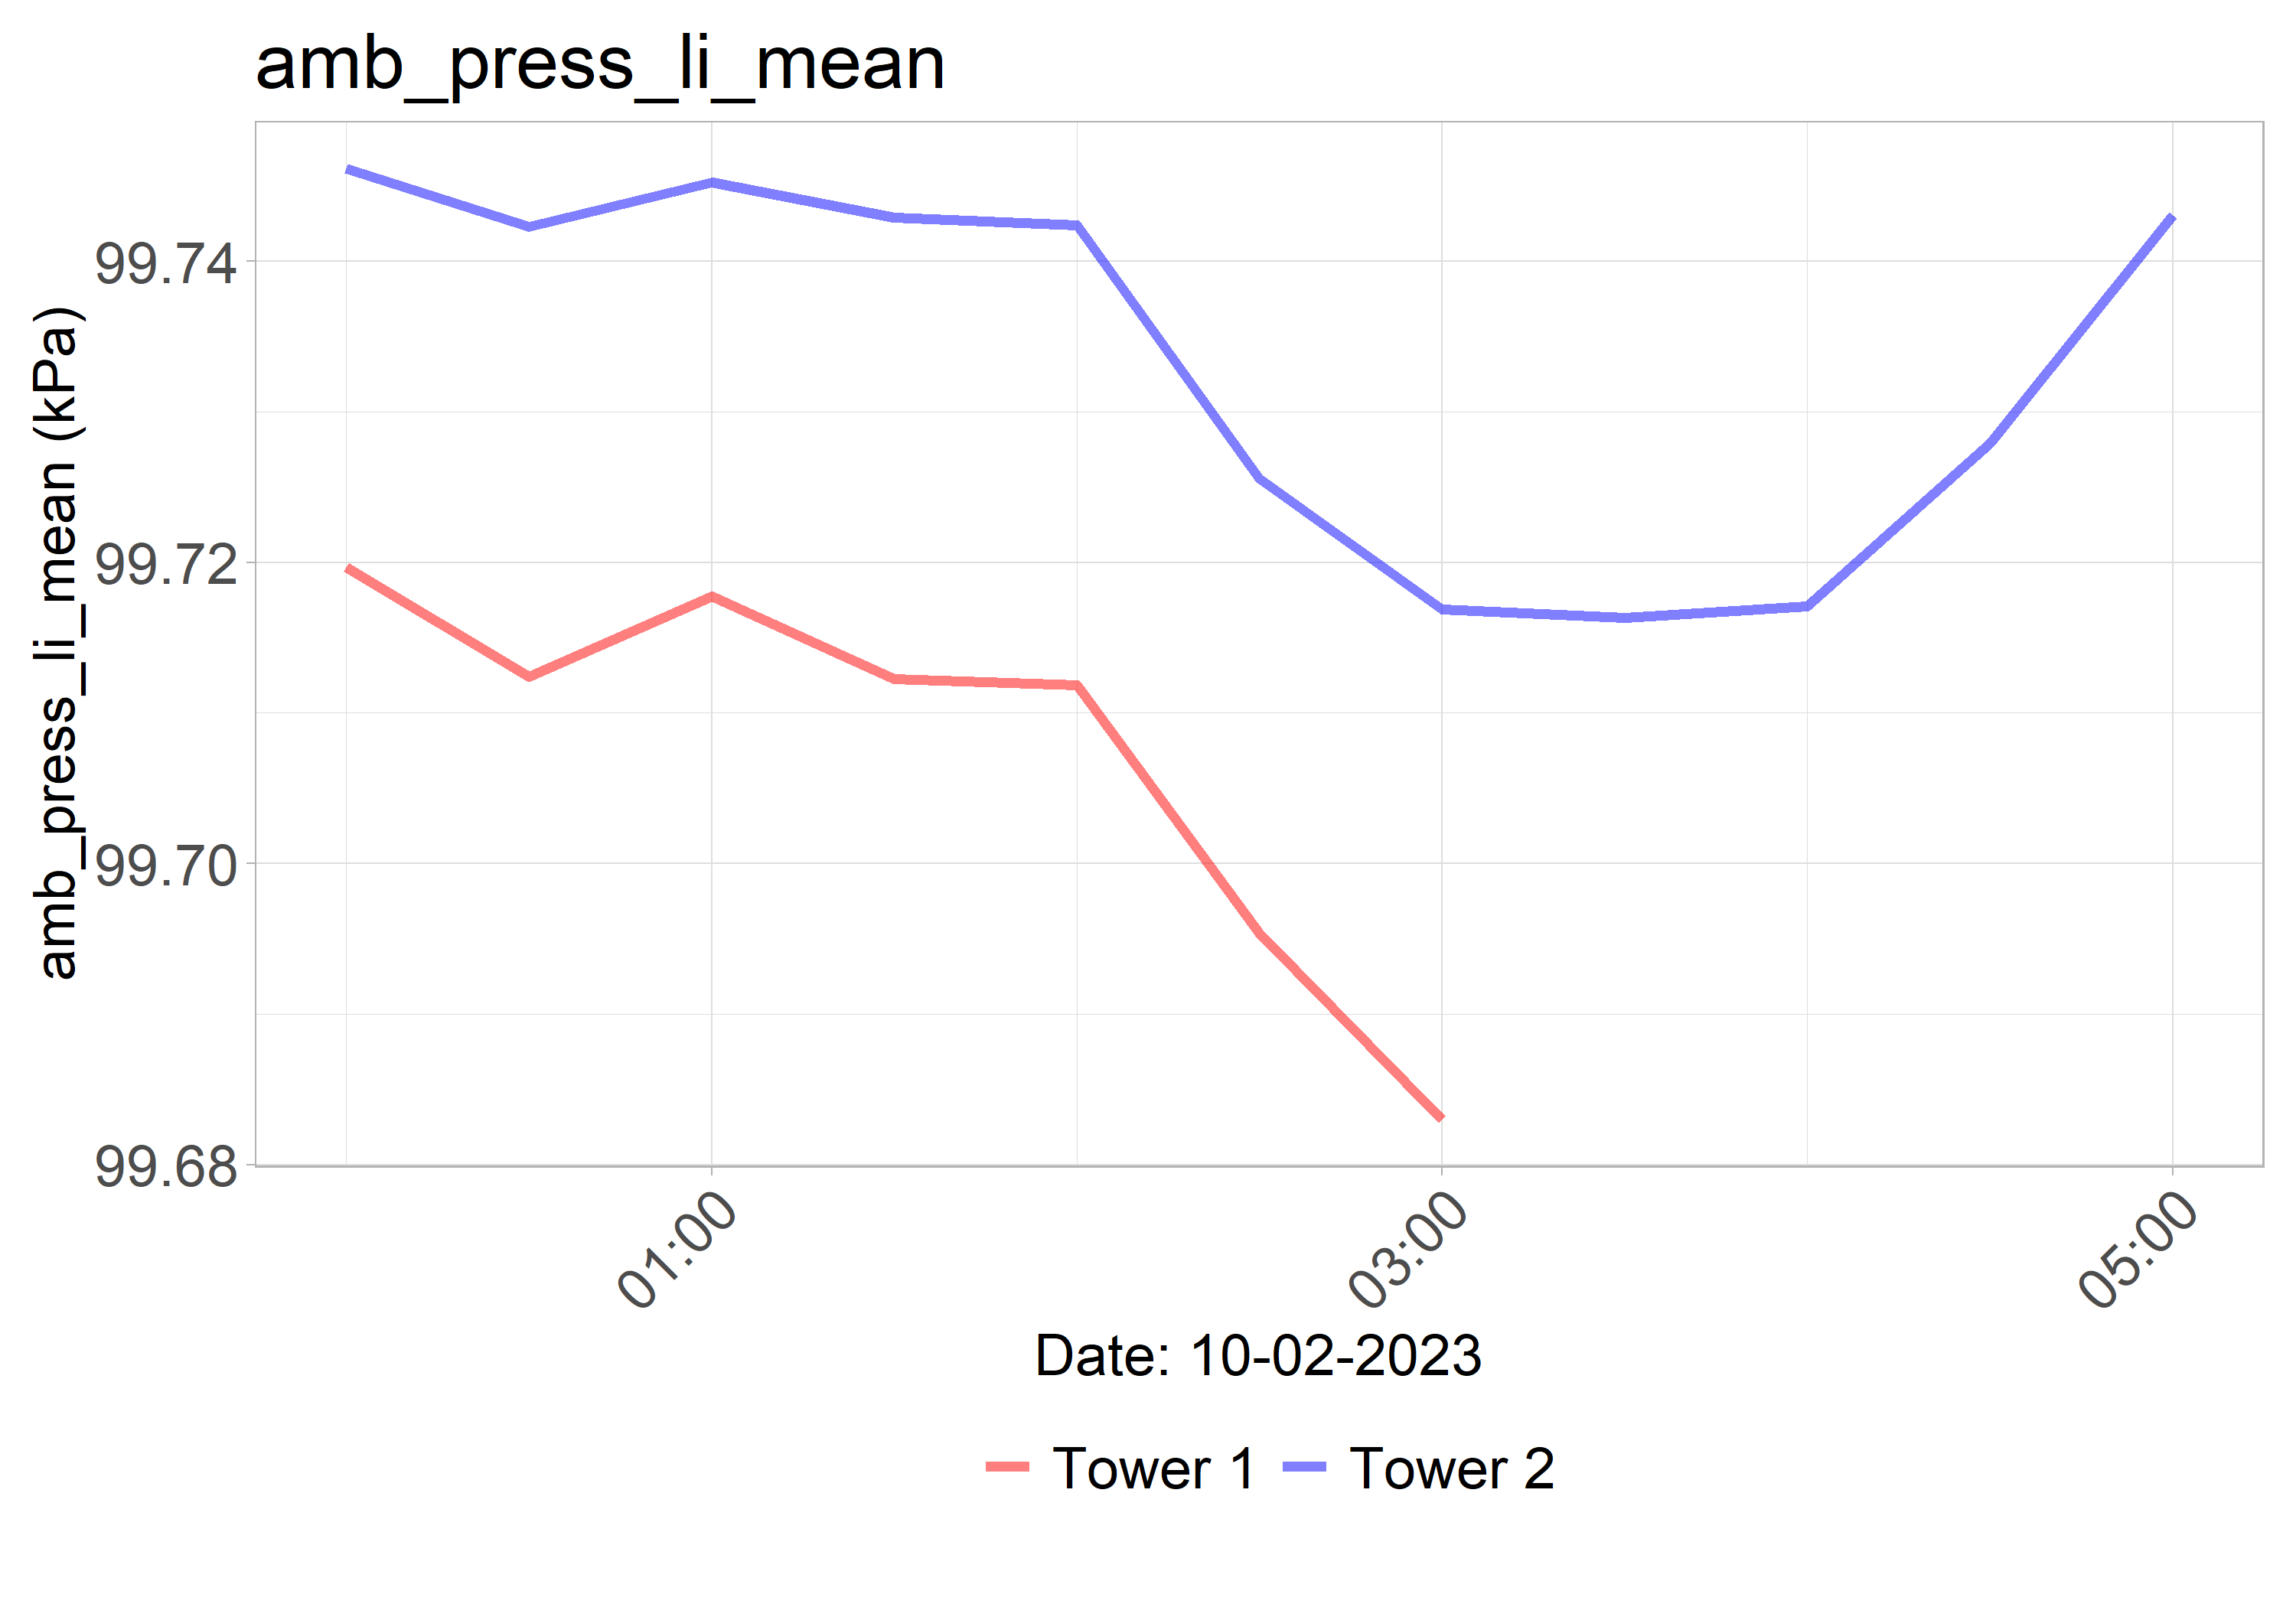 amb_press_li_mean
amb_press_li_mean (kPa)
99.74
99.72
99.70
99.68
01:00
03:00
05:00
Date: 10-02-2023
Tower 1
Tower 2